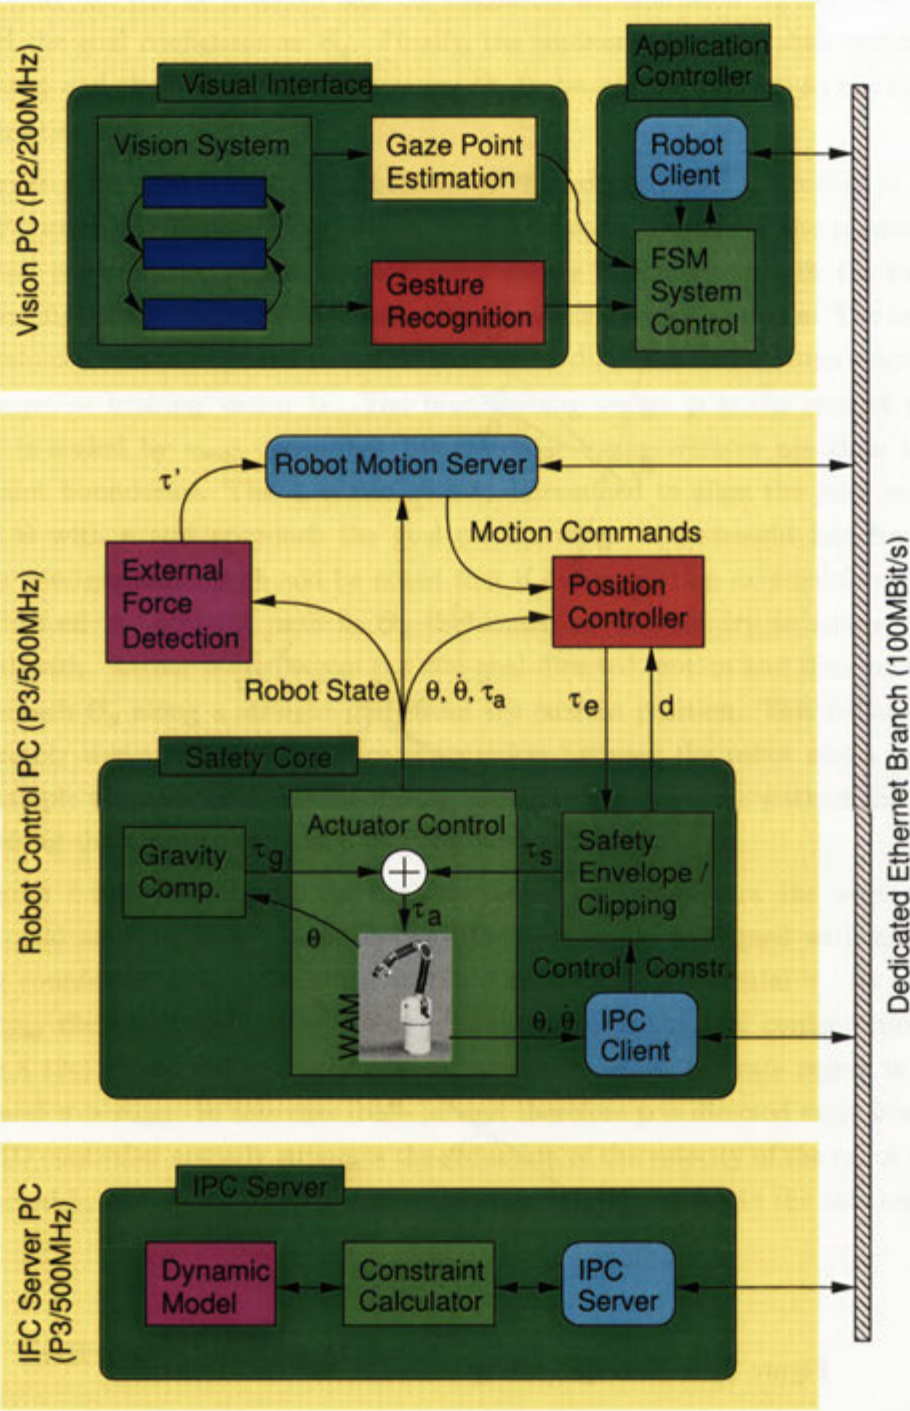 Vision PC (P2/200MHz)
Visual Interface
Application
Controller
Vision System
Gaze Point
Estimation
Gesture
Recognition
Robot
Client
FSM
System
Control
Dedicated Ethernet Branch (100MBit/s)
Robot Control PC (P3/500MHz)
Robot Motion Server
τ'
Motion Commands
External
Force
Detection
Position
Controller
Robot State
θ, θ̇, τa
τe
d
Safety Core
Actuator Control
Gravity
Comp.
τg
τs
Safety
Envelope /
Clipping
τa
θ
WAM
Control
Constr.
θ, θ̇
IPC
Client
IFC Server PC
(P3/500MHz)
IPC Server
Dynamic
Model
Constraint
Calculator
IPC
Server